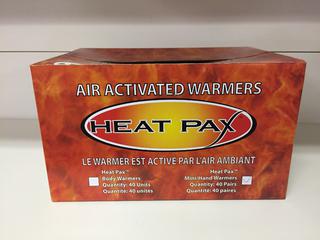 AIR ACTIVATED WARMERS
HEAT PAX
LE WARMER EST ACTIVÉ PAR L'AIR AMBIANT
Heat Pax™ Heat Pax™
Body Warmers Mini/Hand Warmers
Quantity: 40 Units Quantity: 40 Pairs
Quantité: 40 unités Quantité: 40 paires